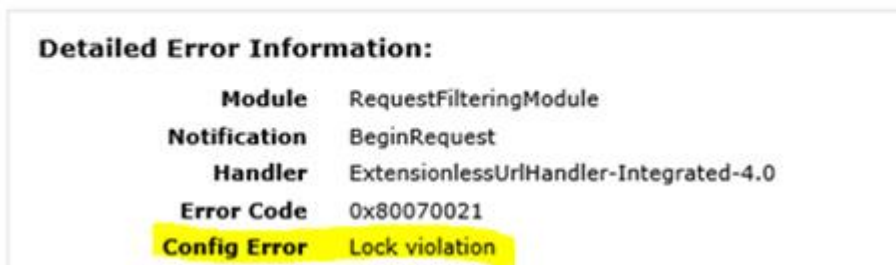 Detailed Error Information:
Module RequestFilteringModule
Notification BeginRequest
Handler ExtensionlessUrlHandler-Integrated-4.0
Error Code 0x80070021
Config Error Lock violation